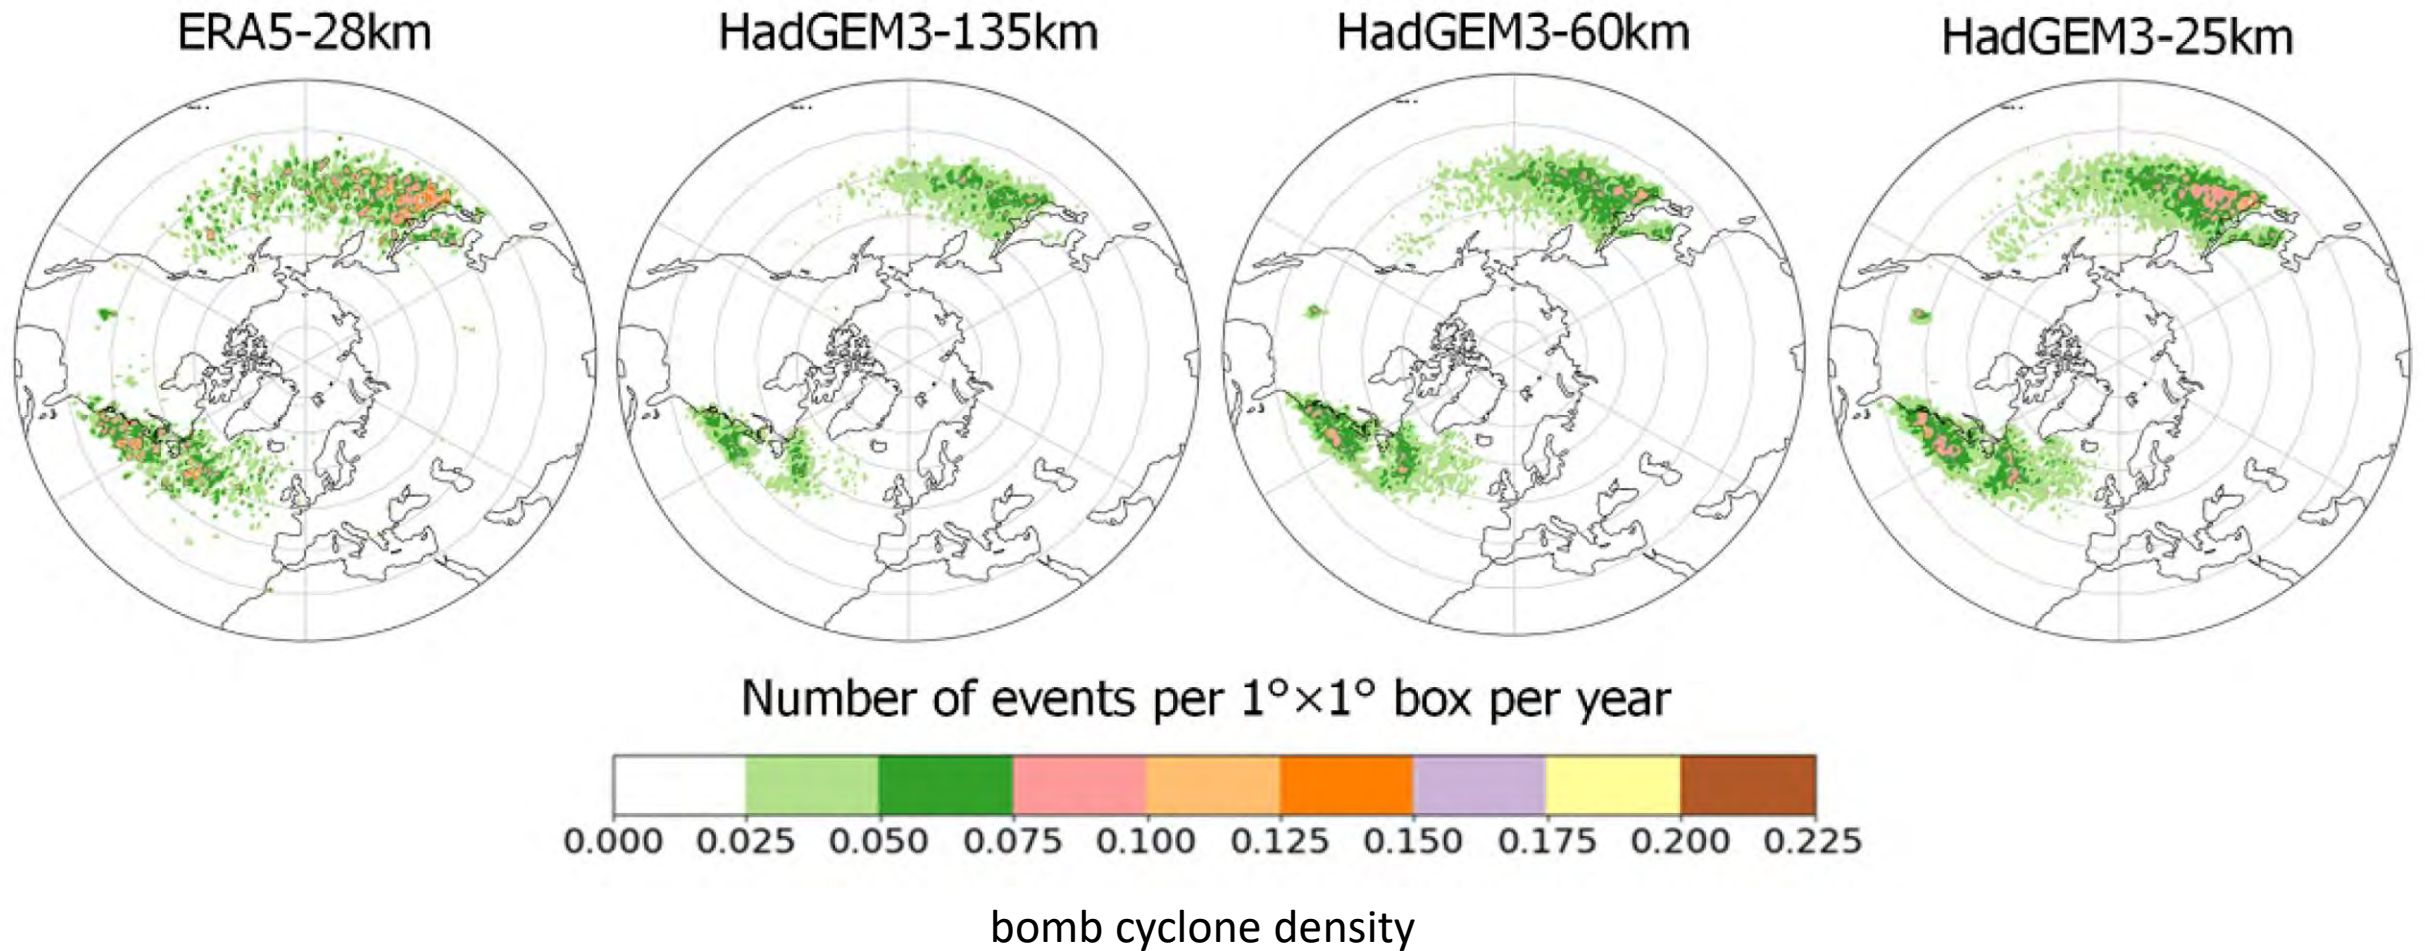 ERA5-28km HadGEM3-135km HadGEM3-60km HadGEM3-25km
Number of events per 1°×1° box per year
0.000 0.025 0.050 0.075 0.100 0.125 0.150 0.175 0.200 0.225
bomb cyclone density